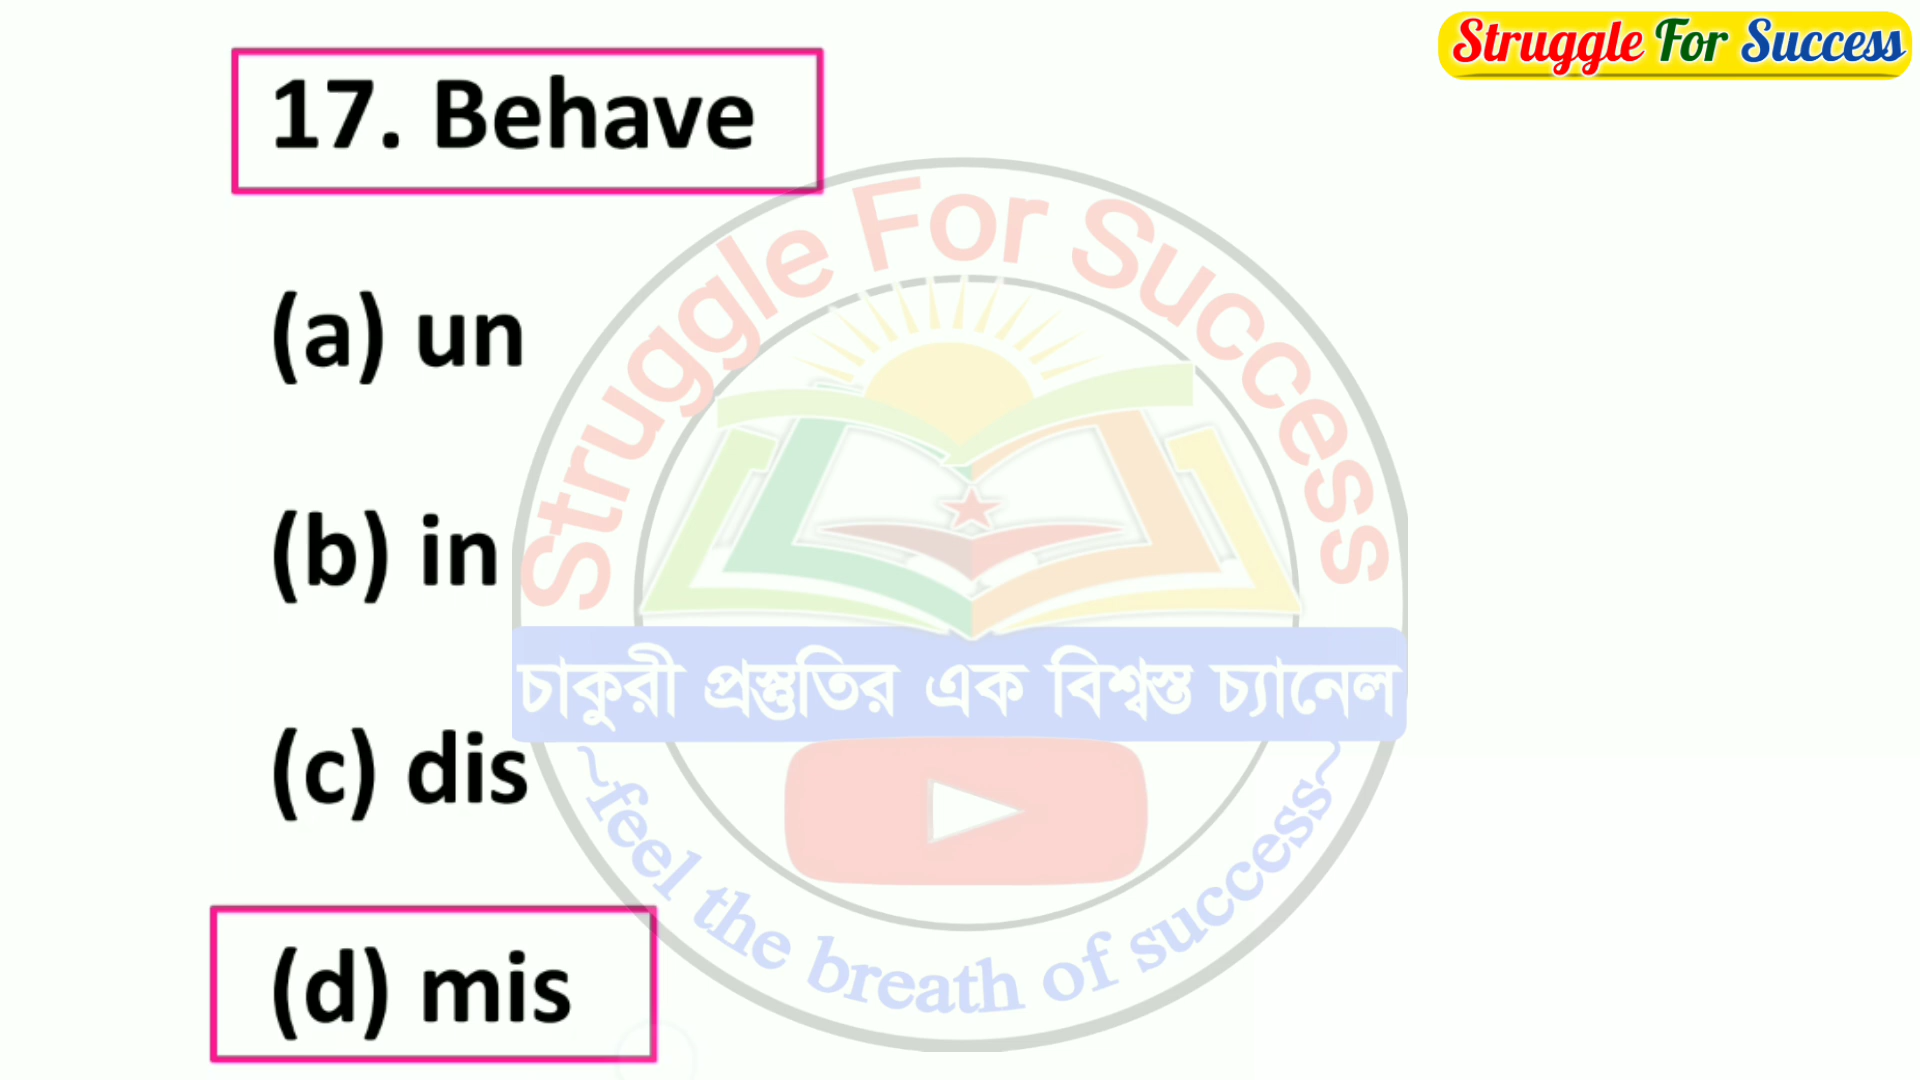 Struggle For Success
17. Behave
(a) un
(b) in
(c) dis
(d) mis
Struggle For Success
চাকুরী প্রস্তুতির এক বিশ্বস্ত চ্যানেল
~feel the breath of success~